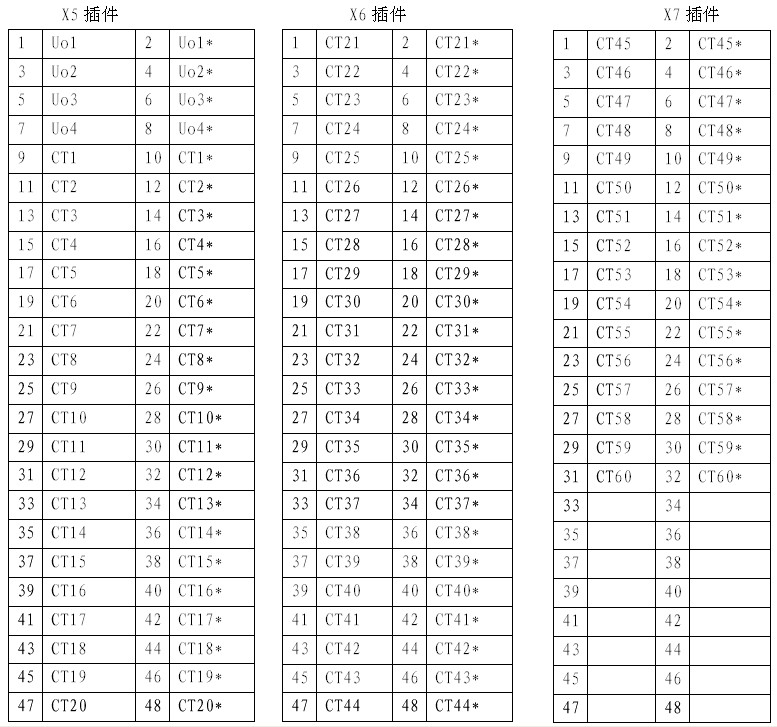 X5 插件
1 Uo1 2 Uo1*
3 Uo2 4 Uo2*
5 Uo3 6 Uo3*
7 Uo4 8 Uo4*
9 CT1 10 CT1*
11 CT2 12 CT2*
13 CT3 14 CT3*
15 CT4 16 CT4*
17 CT5 18 CT5*
19 CT6 20 CT6*
21 CT7 22 CT7*
23 CT8 24 CT8*
25 CT9 26 CT9*
27 CT10 28 CT10*
29 CT11 30 CT11*
31 CT12 32 CT12*
33 CT13 34 CT13*
35 CT14 36 CT14*
37 CT15 38 CT15*
39 CT16 40 CT16*
41 CT17 42 CT17*
43 CT18 44 CT18*
45 CT19 46 CT19*
47 CT20 48 CT20*
X6 插件
1 CT21 2 CT21*
3 CT22 4 CT22*
5 CT23 6 CT23*
7 CT24 8 CT24*
9 CT25 10 CT25*
11 CT26 12 CT26*
13 CT27 14 CT27*
15 CT28 16 CT28*
17 CT29 18 CT29*
19 CT30 20 CT30*
21 CT31 22 CT31*
23 CT32 24 CT32*
25 CT33 26 CT33*
27 CT34 28 CT34*
29 CT35 30 CT35*
31 CT36 32 CT36*
33 CT37 34 CT37*
35 CT38 36 CT38*
37 CT39 38 CT39*
39 CT40 40 CT40*
41 CT41 42 CT41*
43 CT42 44 CT42*
45 CT43 46 CT43*
47 CT44 48 CT44*
X7 插件
1 CT45 2 CT45*
3 CT46 4 CT46*
5 CT47 6 CT47*
7 CT48 8 CT48*
9 CT49 10 CT49*
11 CT50 12 CT50*
13 CT51 14 CT51*
15 CT52 16 CT52*
17 CT53 18 CT53*
19 CT54 20 CT54*
21 CT55 22 CT55*
23 CT56 24 CT56*
25 CT57 26 CT57*
27 CT58 28 CT58*
29 CT59 30 CT59*
31 CT60 32 CT60*
33 34
35 36
37 38
39 40
41 42
43 44
45 46
47 48